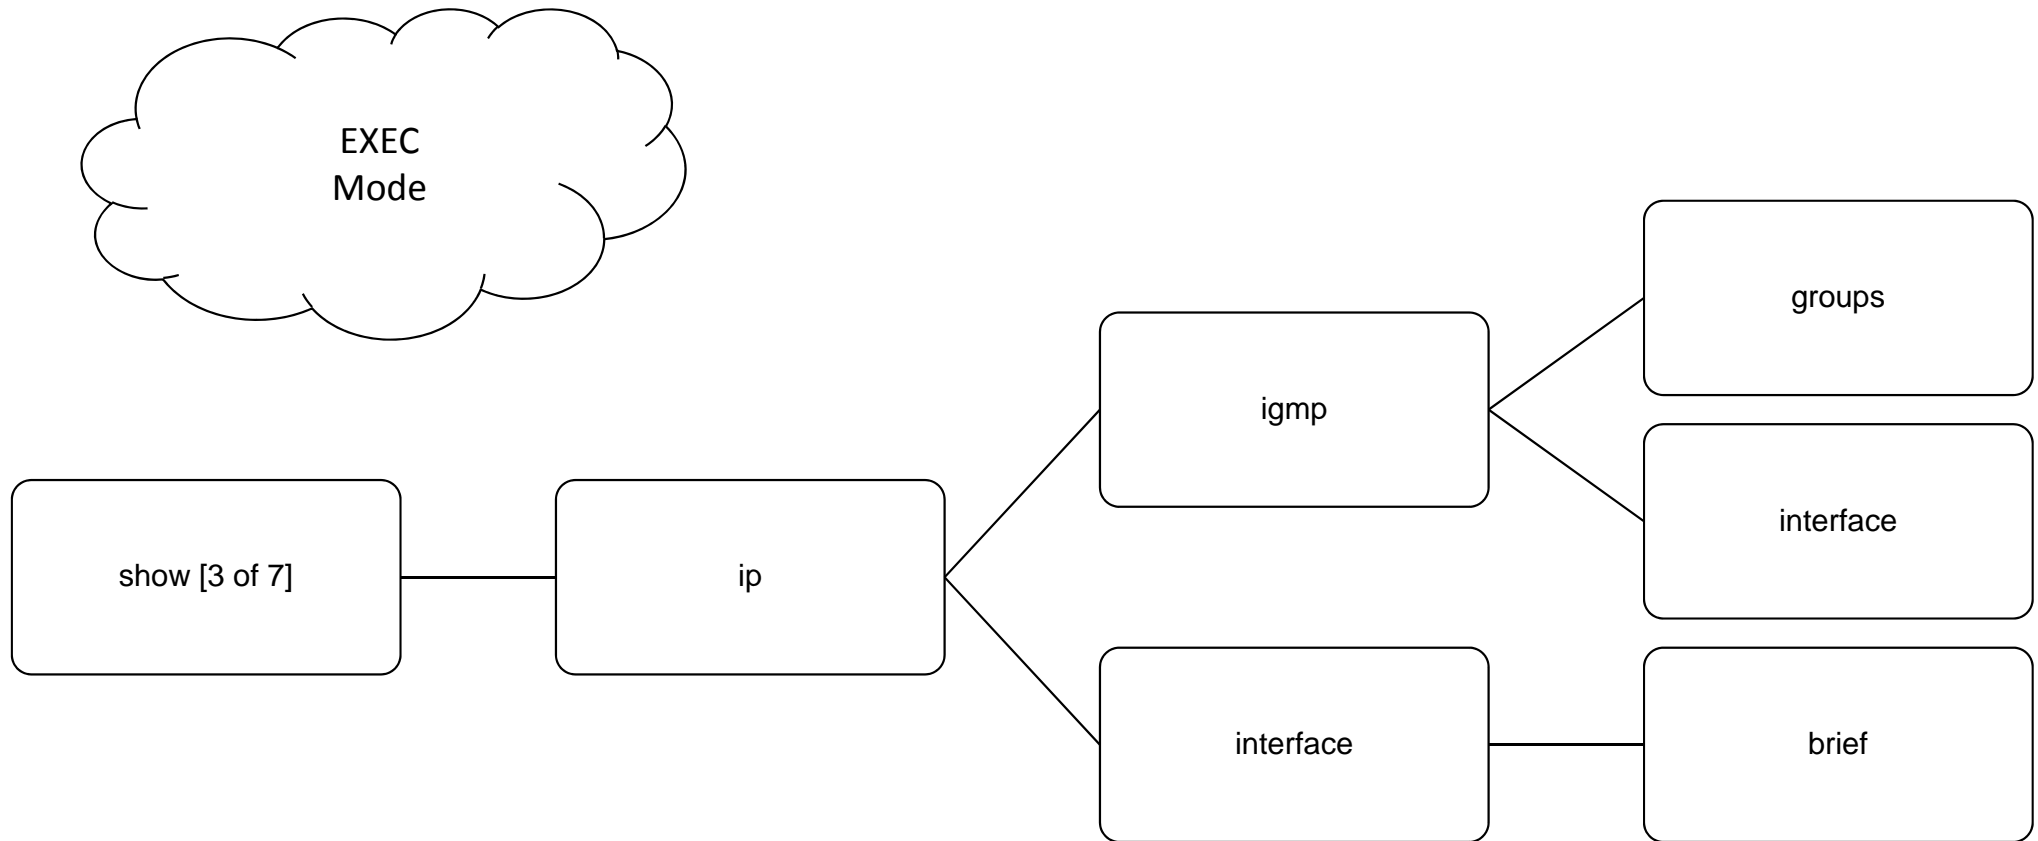 EXEC
Mode
groups
igmp
interface
show [3 of 7]
ip
interface
brief